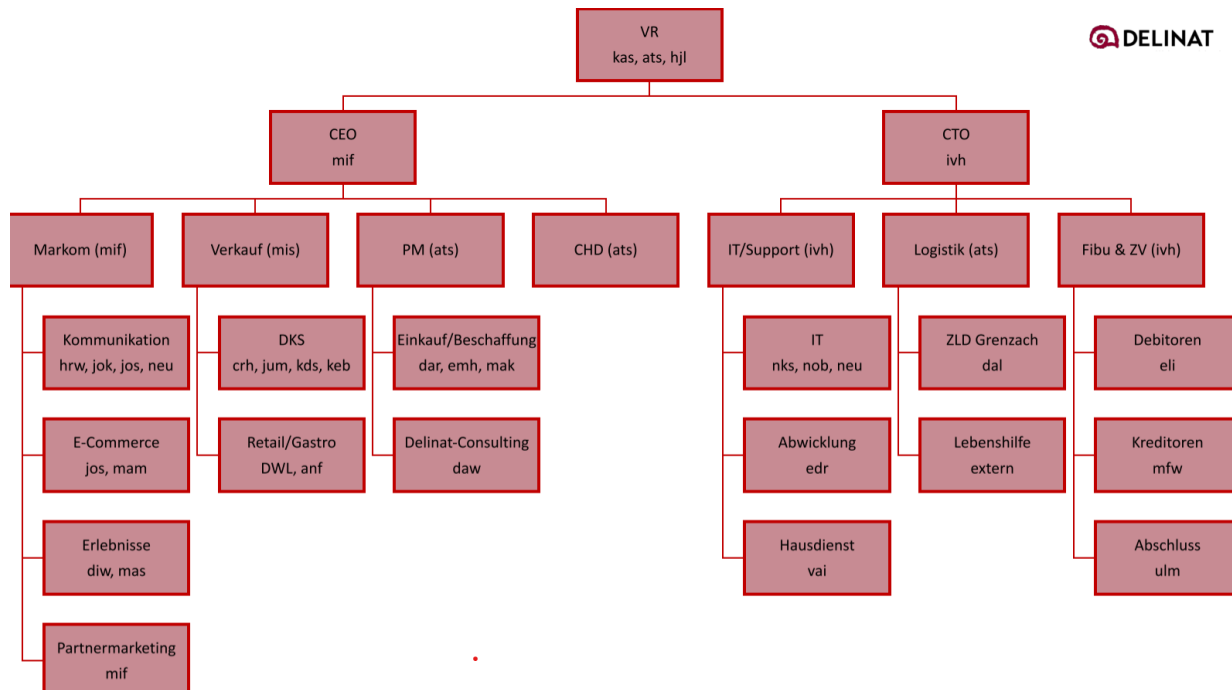 VR
kas, ats, hjl
DELINAT
CEO
mif
CTO
ivh
Markom (mif)
Verkauf (mis)
PM (ats)
CHD (ats)
IT/Support (ivh)
Logistik (ats)
Fibu & ZV (ivh)
Kommunikation
hrw, jok, jos, neu
DKS
crh, jum, kds, keb
Einkauf/Beschaffung
dar, emh, mak
IT
nks, nob, neu
ZLD Grenzach
dal
Debitoren
eli
E-Commerce
jos, mam
Retail/Gastro
DWL, anf
Delinat-Consulting
daw
Abwicklung
edr
Lebenshilfe
extern
Kreditoren
mfw
Erlebnisse
diw, mas
Hausdienst
vai
Abschluss
ulm
Partnermarketing
mif